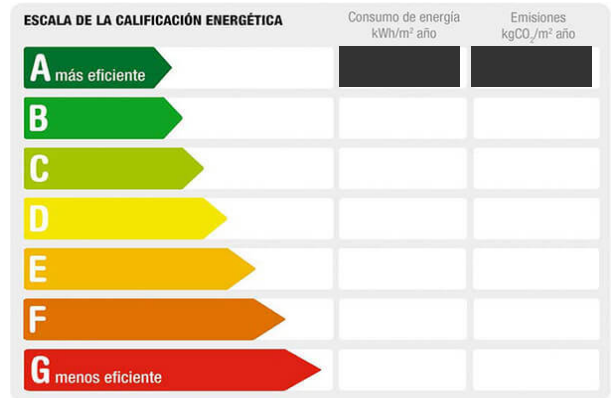 ESCALA DE LA CALIFICACIÓN ENERGÉTICA
Consumo de energía
kWh/m² año
Emisiones
kgCO₂/m² año
A más eficiente
B
C
D
E
F
G menos eficiente